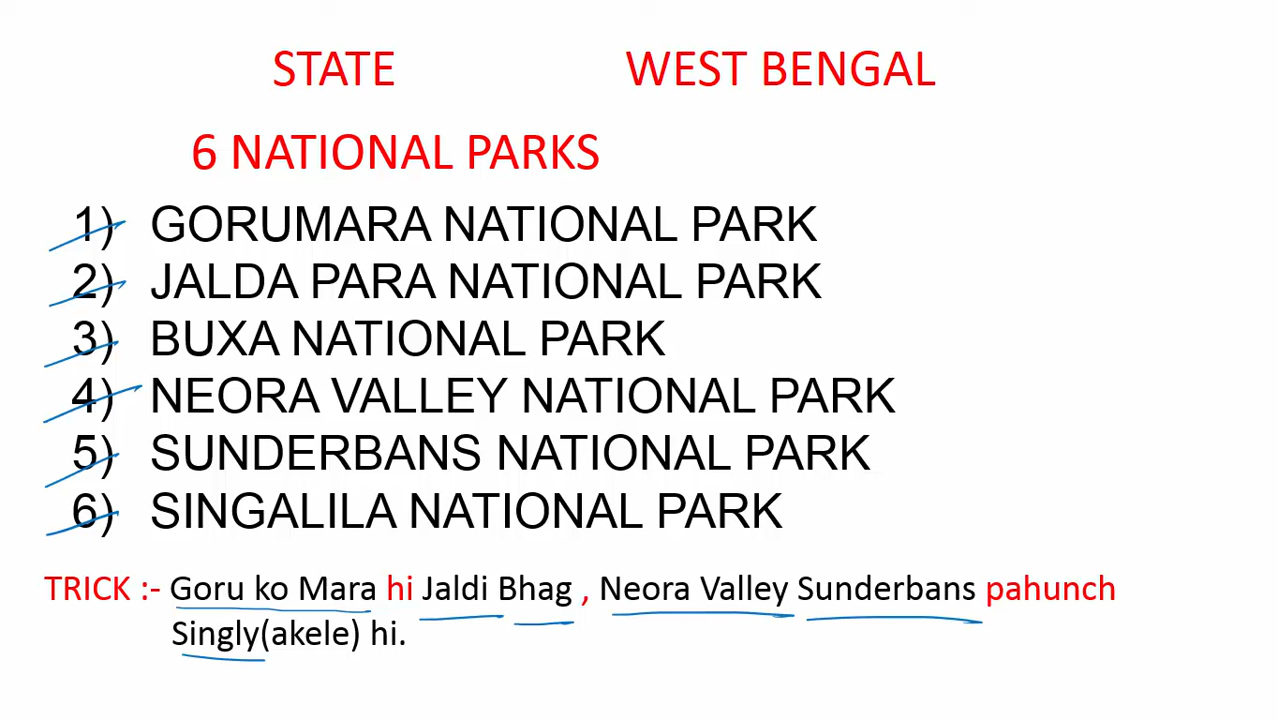 STATE WEST BENGAL
6 NATIONAL PARKS
1) GORUMARA NATIONAL PARK
2) JALDA PARA NATIONAL PARK
3) BUXA NATIONAL PARK
4) NEORA VALLEY NATIONAL PARK
5) SUNDERBANS NATIONAL PARK
6) SINGALILA NATIONAL PARK
TRICK :- Goru ko Mara hi Jaldi Bhag , Neora Valley Sunderbans pahunch
Singly(akele) hi.